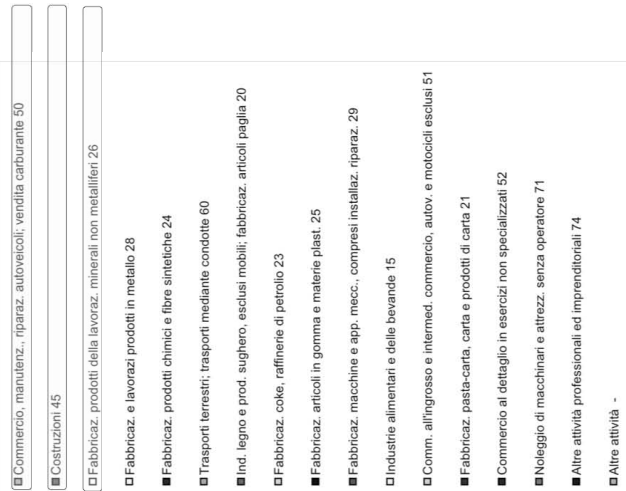 Commercio, manutenz., riparaz. autoveicoli; vendita carburante 50
Costruzioni 45
Fabbricaz. prodotti della lavoraz. minerali non metalliferi 26
Fabbricaz. e lavorazi prodotti in metallo 28
Fabbricaz. prodotti chimici e fibre sintetiche 24
Trasporti terrestri; trasporti mediante condotte 60
Ind. legno e prod. sughero, esclusi mobili; fabbricaz. articoli paglia 20
Fabbricaz. coke, raffinerie di petrolio 23
Fabbricaz. articoli in gomma e materie plast. 25
Fabbricaz. macchine e app. mecc., compresi installaz. riparaz. 29
Industrie alimentari e delle bevande 15
Comm. all'ingrosso e intermed. commercio, autov. e motocicli esclusi 51
Fabbricaz. pasta-carta, carta e prodotti di carta 21
Commercio al dettaglio in esercizi non specializzati 52
Noleggio di macchinari e attrezz. senza operatore 71
Altre attività professionali ed imprenditoriali 74
Altre attività -